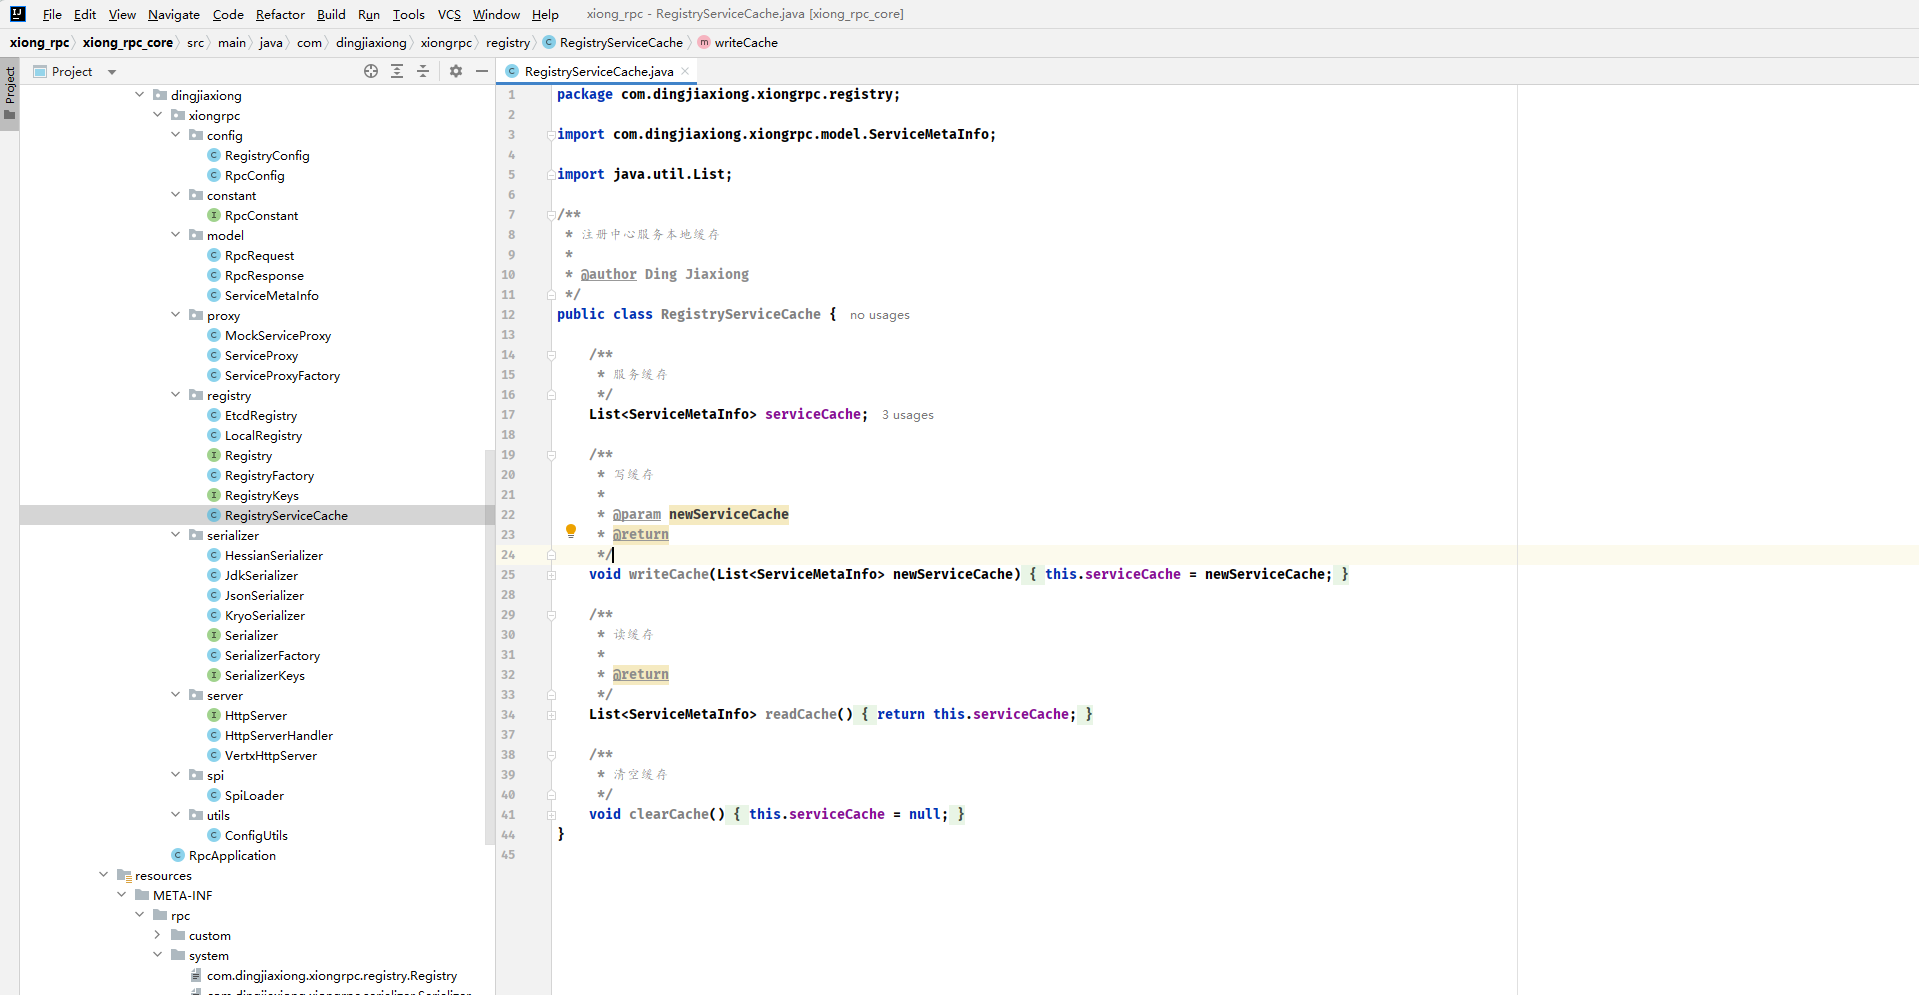 File Edit View Navigate Code Refactor Build Run Tools VCS Window Help xiong_rpc - RegistryServiceCache.java [xiong_rpc_core]
xiong_rpc xiong_rpc_core src main java com dingjiaxiong xiongrpc registry RegistryServiceCache writeCache
Project
Project
RegistryServiceCache.java
dingjiaxiong
xiongrpc
config
RegistryConfig
RpcConfig
constant
RpcConstant
model
RpcRequest
RpcResponse
ServiceMetaInfo
proxy
MockServiceProxy
ServiceProxy
ServiceProxyFactory
registry
EtcdRegistry
LocalRegistry
Registry
RegistryFactory
RegistryKeys
RegistryServiceCache
serializer
HessianSerializer
JdkSerializer
JsonSerializer
KryoSerializer
Serializer
SerializerFactory
SerializerKeys
server
HttpServer
HttpServerHandler
VertxHttpServer
spi
SpiLoader
utils
ConfigUtils
RpcApplication
resources
META-INF
rpc
custom
system
com.dingjiaxiong.xiongrpc.registry.Registry
1 package com.dingjiaxiong.xiongrpc.registry;
2
3 import com.dingjiaxiong.xiongrpc.model.ServiceMetaInfo;
4
5 import java.util.List;
6
7 /**
8 * 注册中心服务本地缓存
9 *
10 * @author Ding Jiaxiong
11 */
12 public class RegistryServiceCache { no usages
13
14 /**
15 * 服务缓存
16 */
17 List<ServiceMetaInfo> serviceCache; 3 usages
18
19 /**
20 * 写缓存
21 *
22 * @param newServiceCache
23 * @return
24 */
25 void writeCache(List<ServiceMetaInfo> newServiceCache) { this.serviceCache = newServiceCache; }
28
29 /**
30 * 读缓存
31 *
32 * @return
33 */
34 List<ServiceMetaInfo> readCache() { return this.serviceCache; }
37
38 /**
39 * 清空缓存
40 */
41 void clearCache() { this.serviceCache = null; }
44 }
45